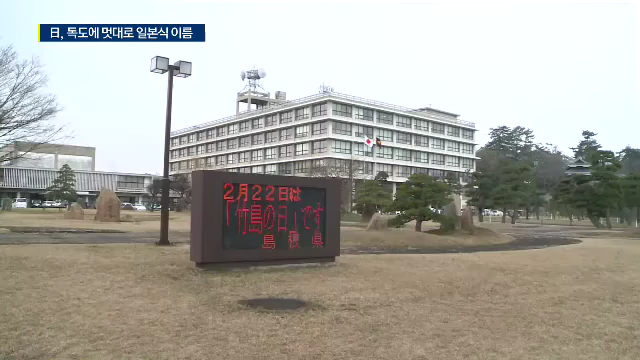 日, 독도에 멋대로 일본식 이름
2月22日は
「竹島の日」です
島根県